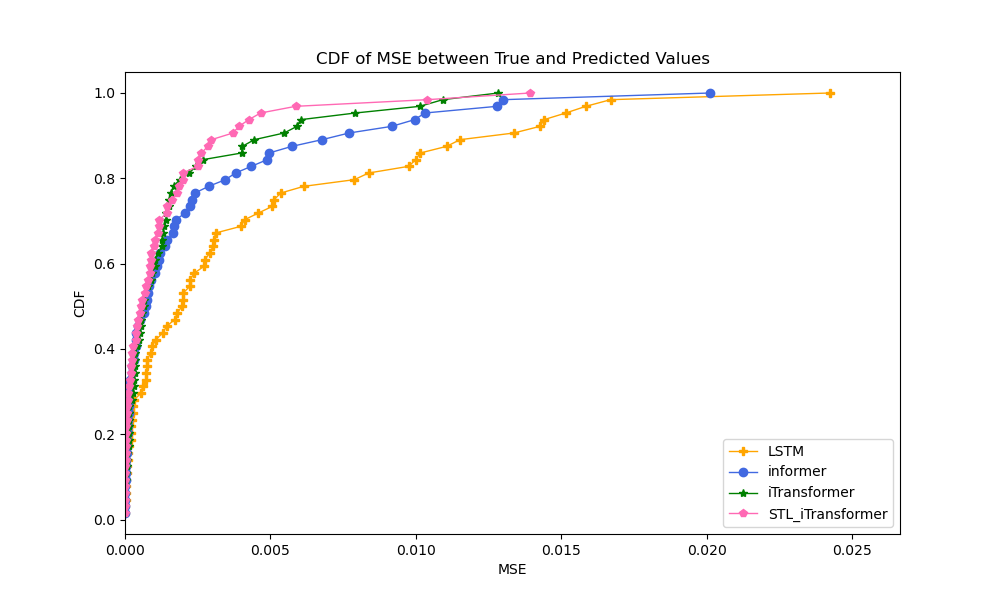 CDF of MSE between True and Predicted Values
CDF
1.0
0.8
0.6
0.4
0.2
0.0
0.000
0.005
0.010
0.015
0.020
0.025
MSE
LSTM
informer
iTransformer
STL_iTransformer